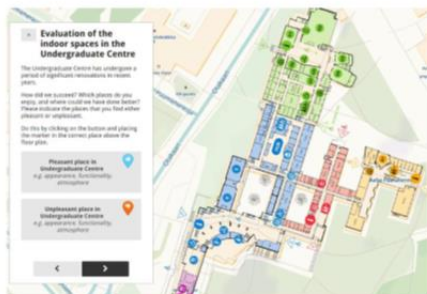 Evaluation of the
indoor spaces in the
Undergraduate Centre
The Undergraduate Centre has undergone a
period of significant renovations in recent
years.
How did we succeed? Which places do you
enjoy, and where could we have done better?
Please indicate the places that you find either
pleasant or unpleasant.
Do this by clicking on the button and placing
the marker in the correct place above the
floor plan.
Pleasant place in
Undergraduate Centre
e.g. appearance, functionality,
atmosphere
Unpleasant place in
Undergraduate Centre
e.g. appearance, functionality,
atmosphere